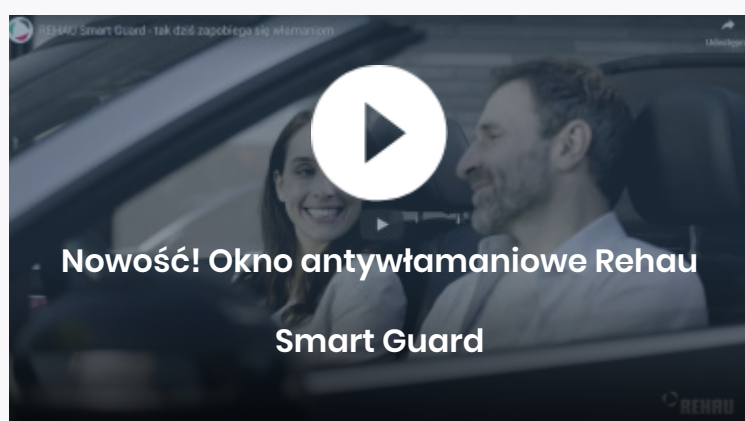 REHAU Smart Guard - tak dziś zapobiega się włamaniom
Udostępnij
Nowość! Okno antywłamaniowe Rehau
Smart Guard
REHAU